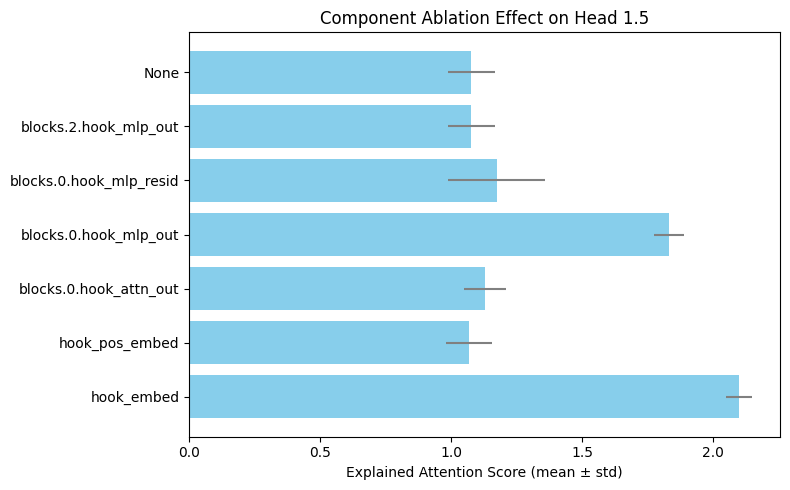 Component Ablation Effect on Head 1.5
None
blocks.2.hook_mlp_out
blocks.0.hook_mlp_resid
blocks.0.hook_mlp_out
blocks.0.hook_attn_out
hook_pos_embed
hook_embed
0.0 0.5 1.0 1.5 2.0
Explained Attention Score (mean ± std)